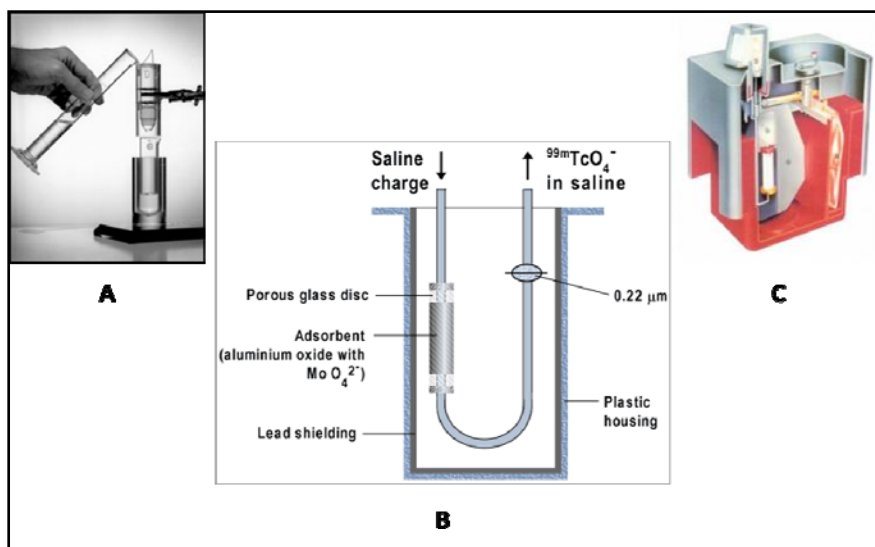 Saline
charge
⁹⁹ᵐTcO₄⁻
in saline
Porous glass disc
0.22 µm
Adsorbent
(aluminium oxide with
Mo O₄²⁻)
Plastic
housing
Lead shielding
A
C
B